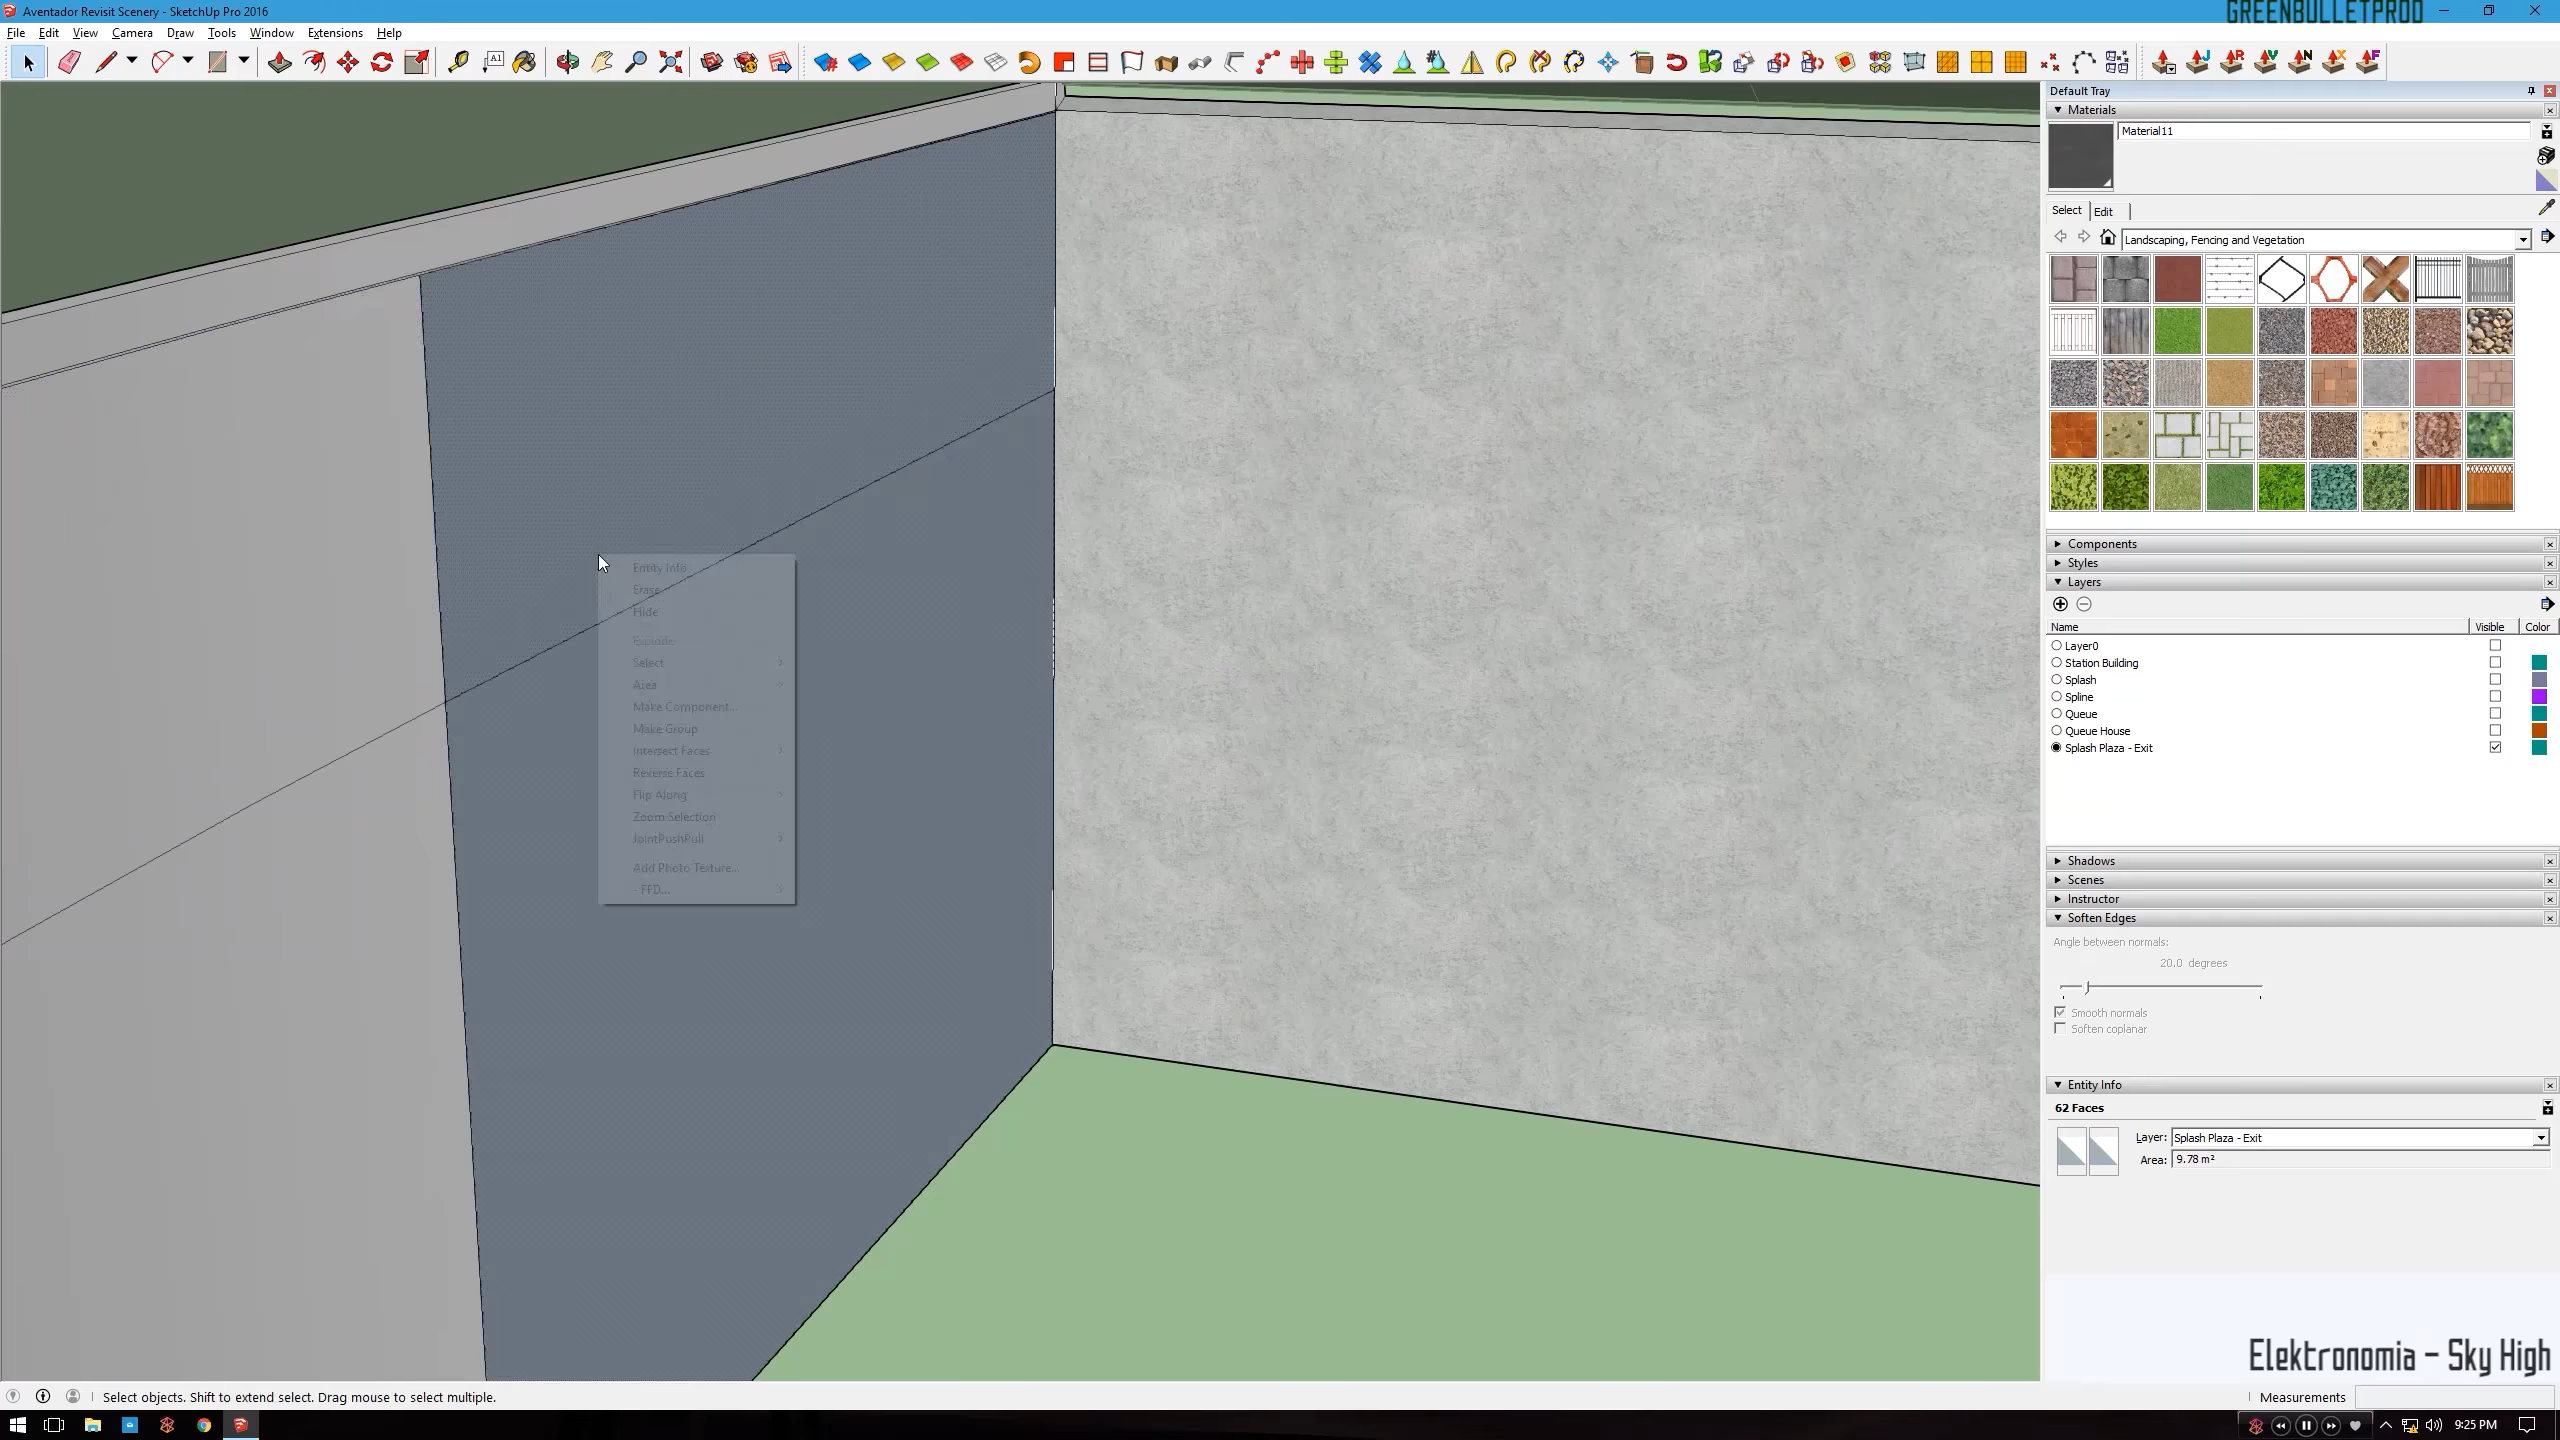 Aventador Revisit Scenery - SketchUp Pro 2016
GREENBULLETPROD
File Edit View Camera Draw Tools Window Extensions Help
A1
Default Tray
Materials
Material11
Select Edit
Landscaping, Fencing and Vegetation
Components
Styles
Layers
Name Visible Color
Layer0
Station Building
Splash
Spline
Queue
Queue House
Splash Plaza - Exit
Shadows
Scenes
Instructor
Soften Edges
Angle between normals:
20.0 degrees
Smooth normals
Soften coplanar
Entity Info
62 Faces
Layer: Splash Plaza - Exit
Area: 9.78 m²
Entity Info
Erase
Hide
Explode
Select
Area
Make Component...
Make Group
Intersect Faces
Reverse Faces
Flip Along
Zoom Selection
JointPushPull
Add Photo Texture...
- FFD...
Elektronomia - Sky High
Select objects. Shift to extend select. Drag mouse to select multiple.
Measurements
9:25 PM